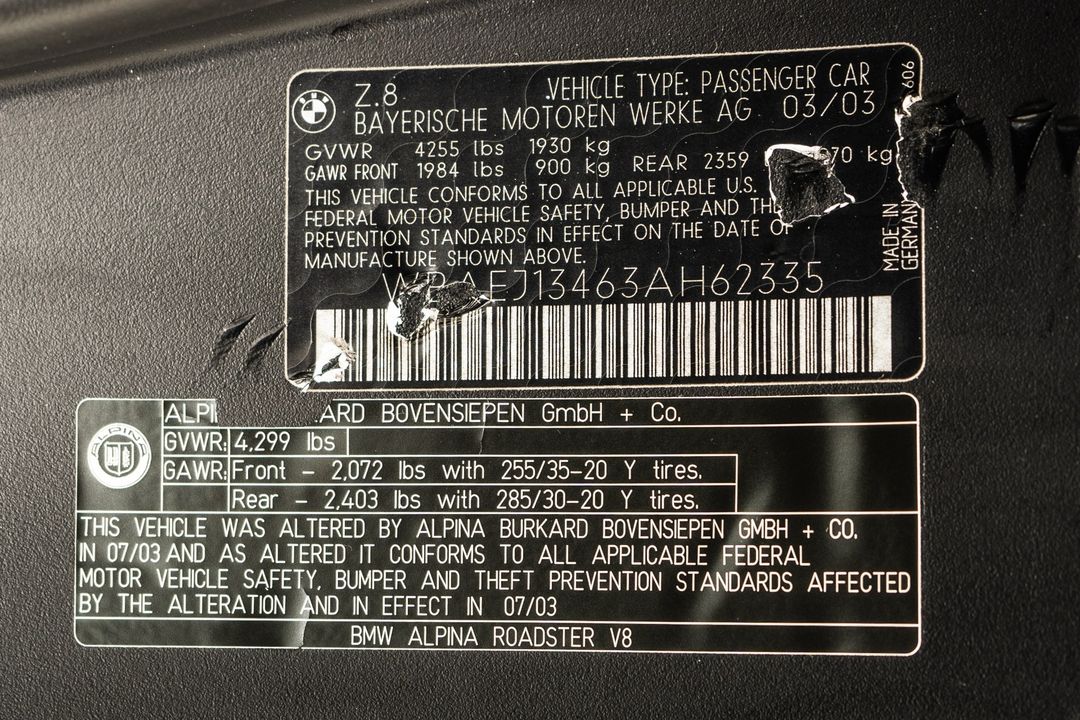 Z.8 VEHICLE TYPE: PASSENGER CAR
BAYERISCHE MOTOREN WERKE AG 03/03
GVWR 4255 lbs 1930 kg
GAWR FRONT 1984 lbs 900 kg REAR 2359 kg
THIS VEHICLE CONFORMS TO ALL APPLICABLE U.S.
FEDERAL MOTOR VEHICLE SAFETY, BUMPER AND
PREVENTION STANDARDS IN EFFECT ON THE DATE OF
MANUFACTURE SHOWN ABOVE.
EJ13463AH62335
606
MADE IN
GERMANY
ALPINA
BOVENSIEPEN GmbH + Co.
GVWR: 4,299 lbs
GAWR: Front - 2,072 lbs with 255/35-20 Y tires.
Rear - 2,403 lbs with 285/30-20 Y tires.
THIS VEHICLE WAS ALTERED BY ALPINA BURKARD BOVENSIEPEN GMBH + CO.
IN 07/03 AND AS ALTERED IT CONFORMS TO ALL APPLICABLE FEDERAL
MOTOR VEHICLE SAFETY, BUMPER AND THEFT PREVENTION STANDARDS AFFECTED
BY THE ALTERATION AND IN EFFECT IN 07/03
BMW ALPINA ROADSTER V8